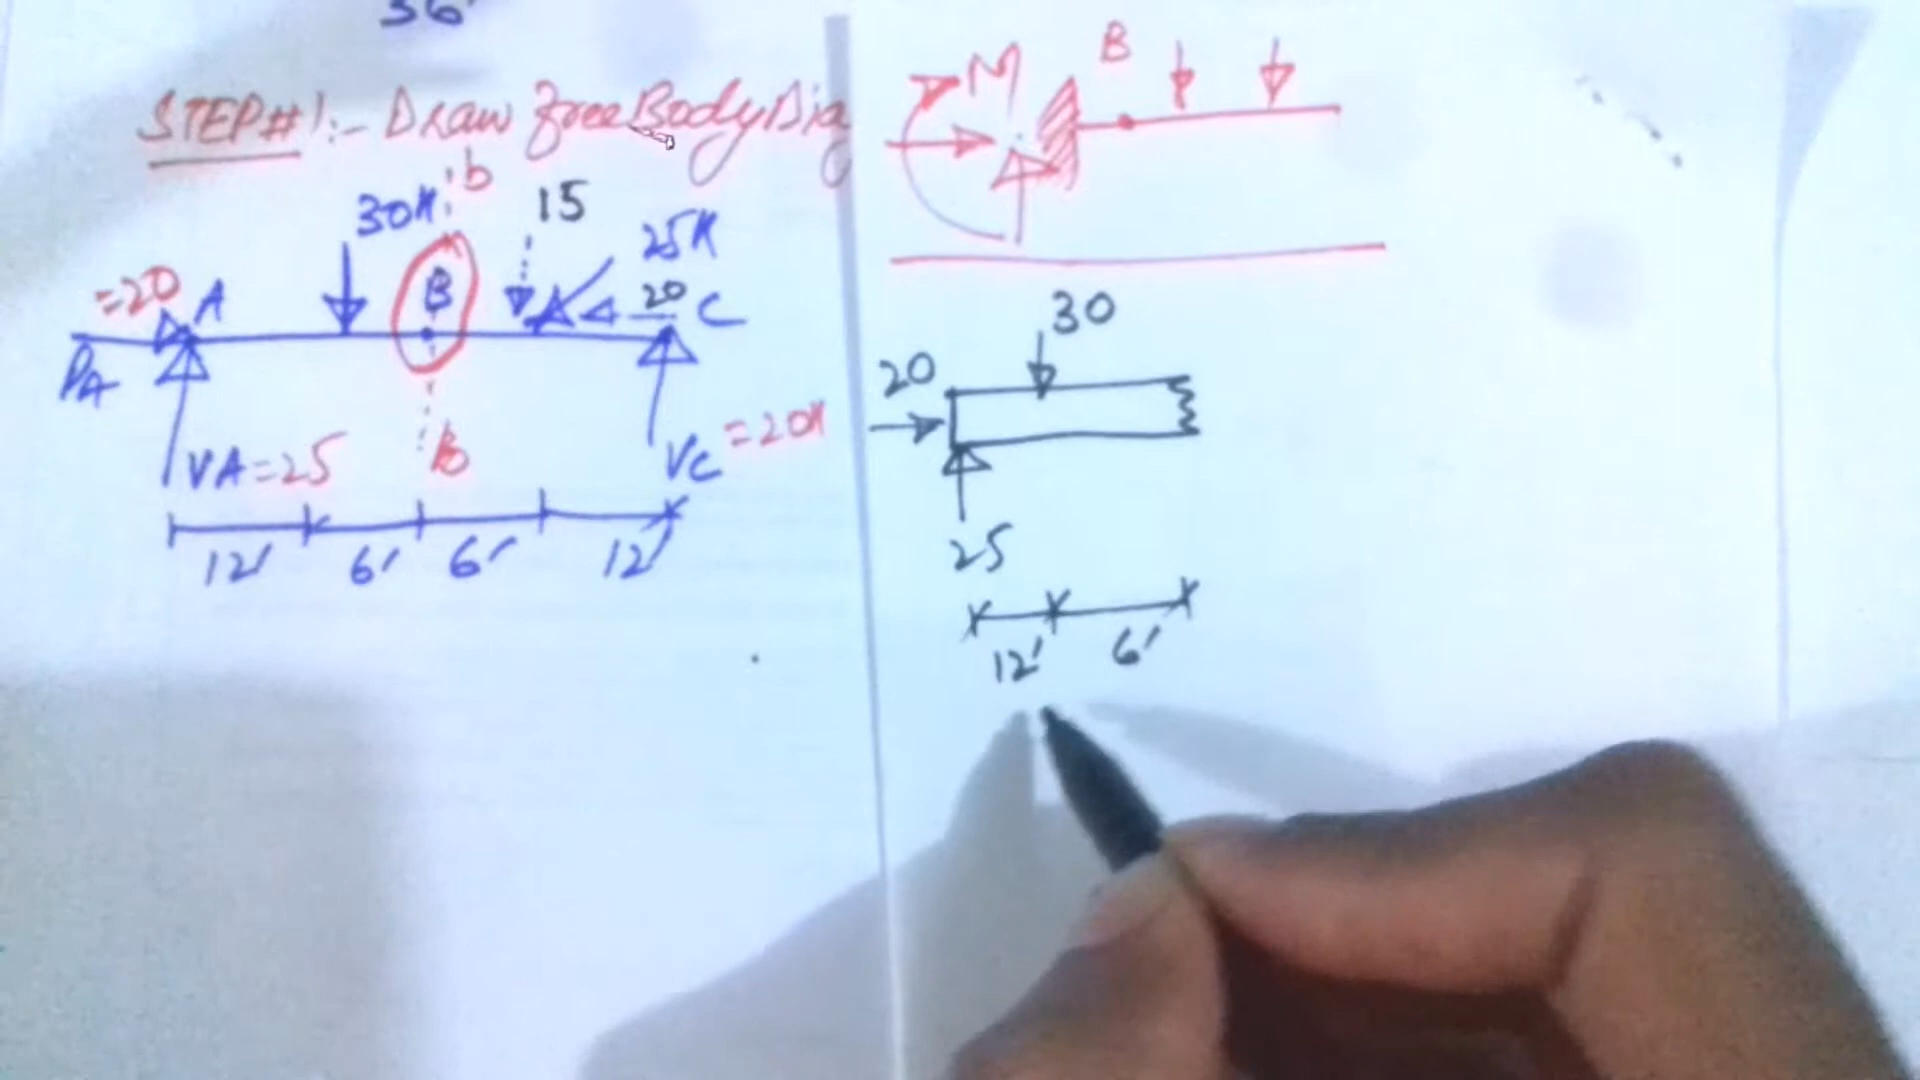 36'
STEP#1:- Draw free Body Dia
b
30K
15
25K
=20
A
B
20
C
PA
VA=25
B
VC
=20K
12'
6'
6'
12'
M
B
30
20
25
12'
6'